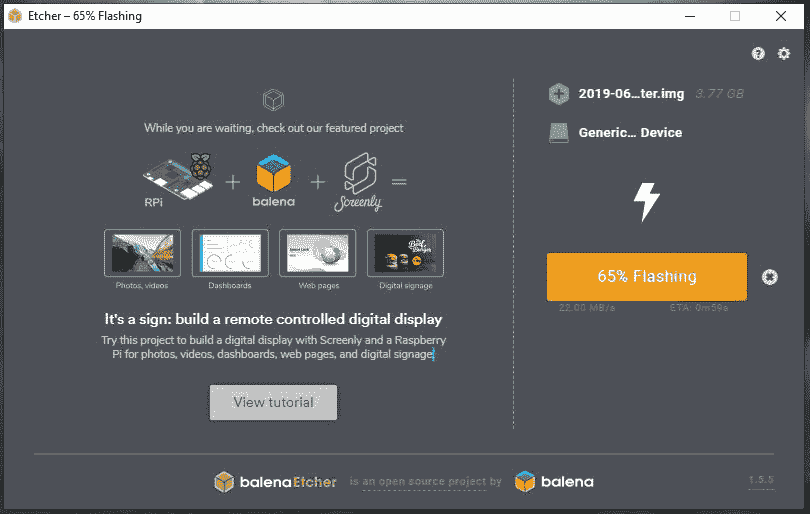 Etcher – 65% Flashing
While you are waiting, check out our featured project
RPi + balena + Screenly =
Photos, videos
Dashboards
Web pages
Digital signage
It's a sign: build a remote controlled digital display
Try this project to build a digital display with Screenly and a Raspberry
Pi for photos, videos, dashboards, web pages, and digital signage.
View tutorial
2019-06...ter.img 3.77 GB
Generic... Device
65% Flashing
22.00 MB/s ETA: 0m59s
balenaEtcher is an open source project by balena
1.5.5